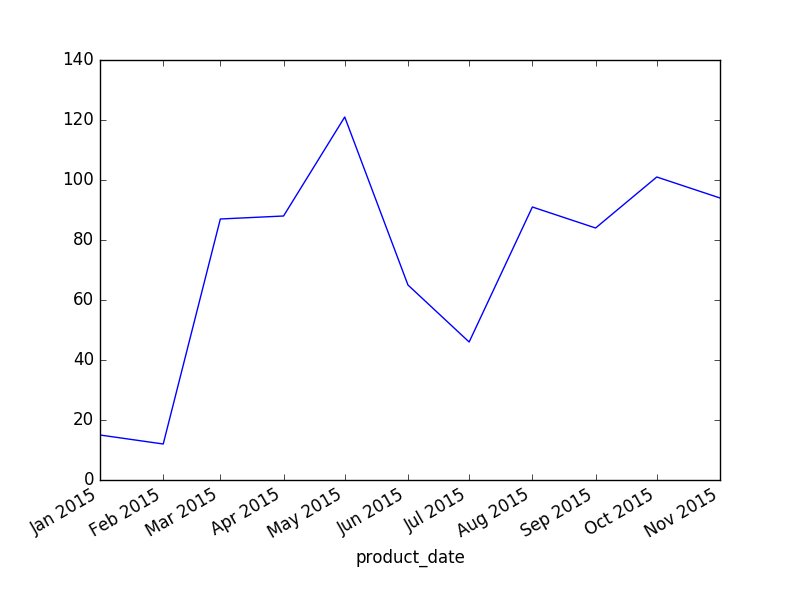 140
120
100
80
60
40
20
0
Jan 2015
Feb 2015
Mar 2015
Apr 2015
May 2015
Jun 2015
Jul 2015
Aug 2015
Sep 2015
Oct 2015
Nov 2015
product_date